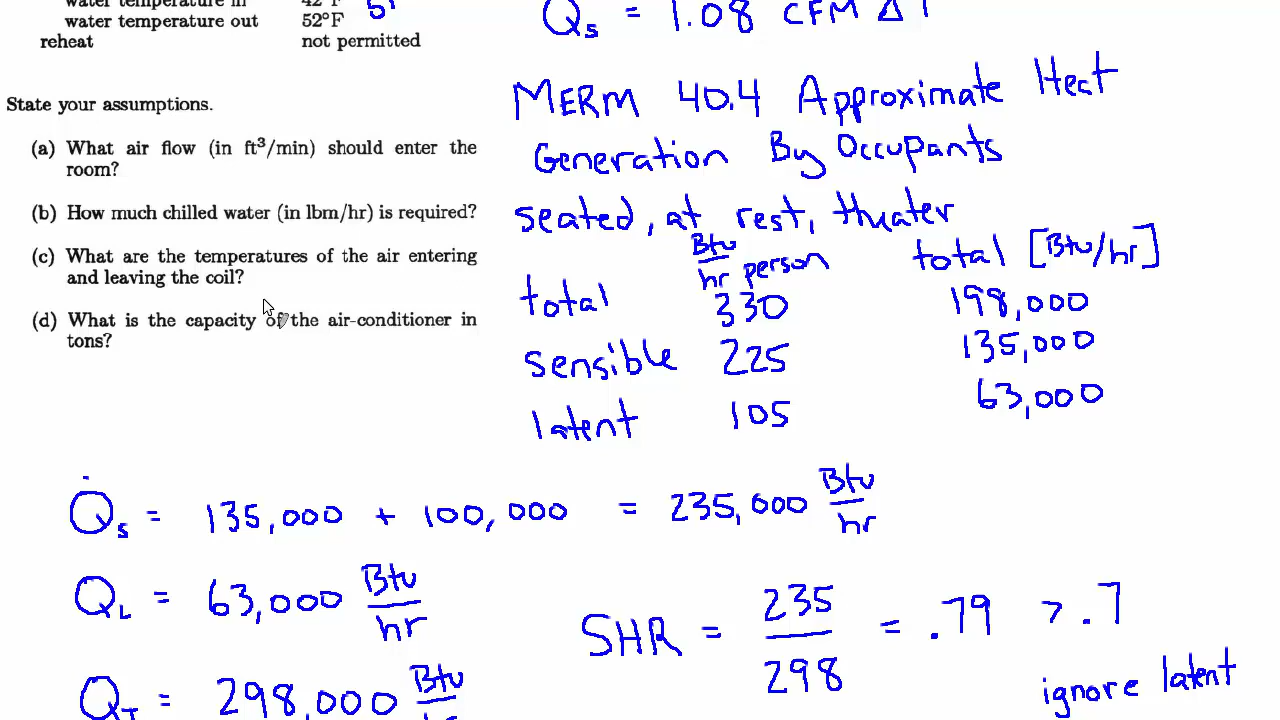 water temperature in 42°F
water temperature out 52°F
reheat not permitted
State your assumptions.
(a) What air flow (in ft³/min) should enter the
room?
(b) How much chilled water (in lbm/hr) is required?
(c) What are the temperatures of the air entering
and leaving the coil?
(d) What is the capacity of the air-conditioner in
tons?
Qs = 1.08 CFM Δ T
MERM 40.4 Approximate Heat
Generation By Occupants
seated, at rest, theater
Btu/hr person total [Btu/hr]
total 330 198,000
sensible 225 135,000
latent 105 63,000
Q̇s = 135,000 + 100,000 = 235,000 Btu/hr
QL = 63,000 Btu/hr
SHR = 235/298 = .79 > .7
QT = 298,000 Btu/hr
ignore latent